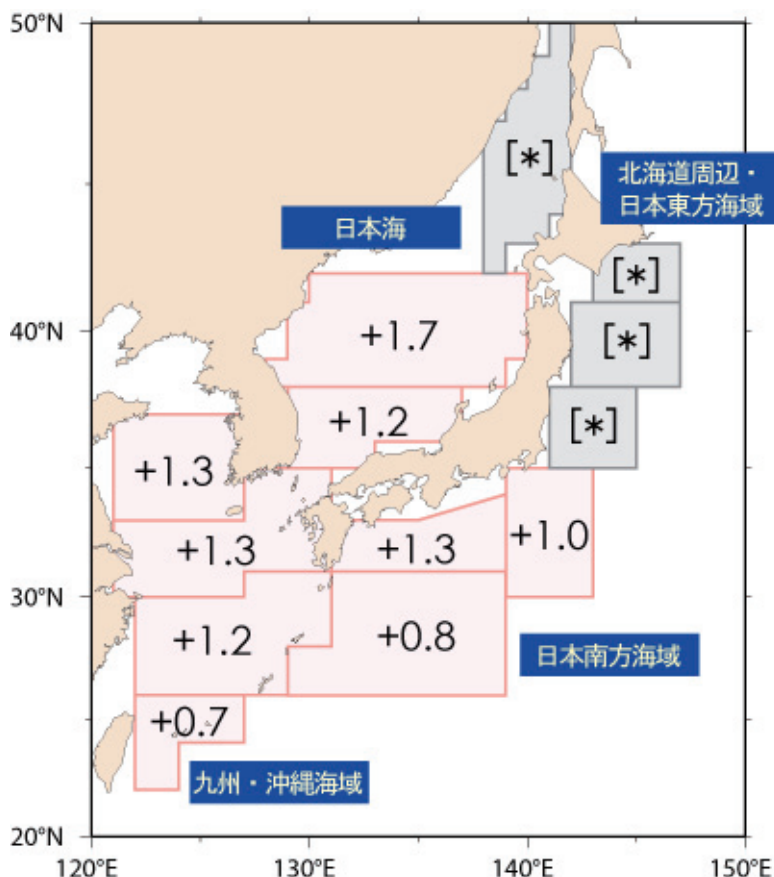 50°N
[*]
北海道周辺・
日本東方海域
日本海
[*]
40°N
+1.7
[*]
+1.2
[*]
+1.3
+1.3
+1.3
+1.0
30°N
+1.2
+0.8
日本南方海域
+0.7
九州・沖縄海域
20°N
120°E
130°E
140°E
150°E